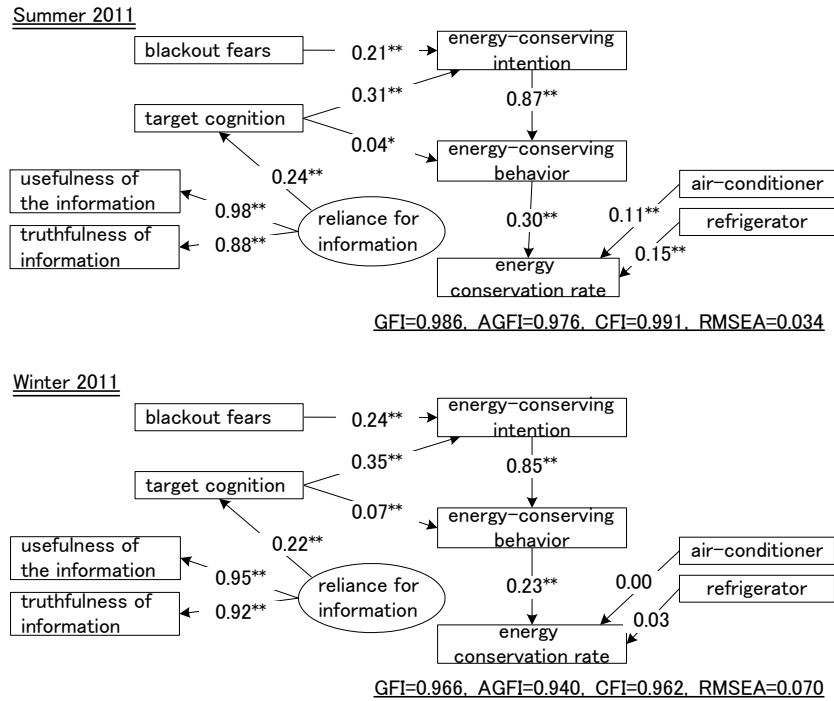 Summer 2011
blackout fears
0.21**
energy-conserving
intention
0.31**
0.87**
target cognition
0.04*
energy-conserving
behavior
0.24**
usefulness of
the information
0.98**
air-conditioner
0.11**
reliance for
information
0.30**
refrigerator
truthfulness of
information
0.88**
0.15**
energy
conservation rate
GFI=0.986, AGFI=0.976, CFI=0.991, RMSEA=0.034
Winter 2011
blackout fears
0.24**
energy-conserving
intention
0.35**
0.85**
target cognition
0.07**
energy-conserving
behavior
0.22**
usefulness of
the information
0.95**
air-conditioner
0.00
reliance for
information
0.23**
refrigerator
truthfulness of
information
0.92**
0.03
energy
conservation rate
GFI=0.966, AGFI=0.940, CFI=0.962, RMSEA=0.070